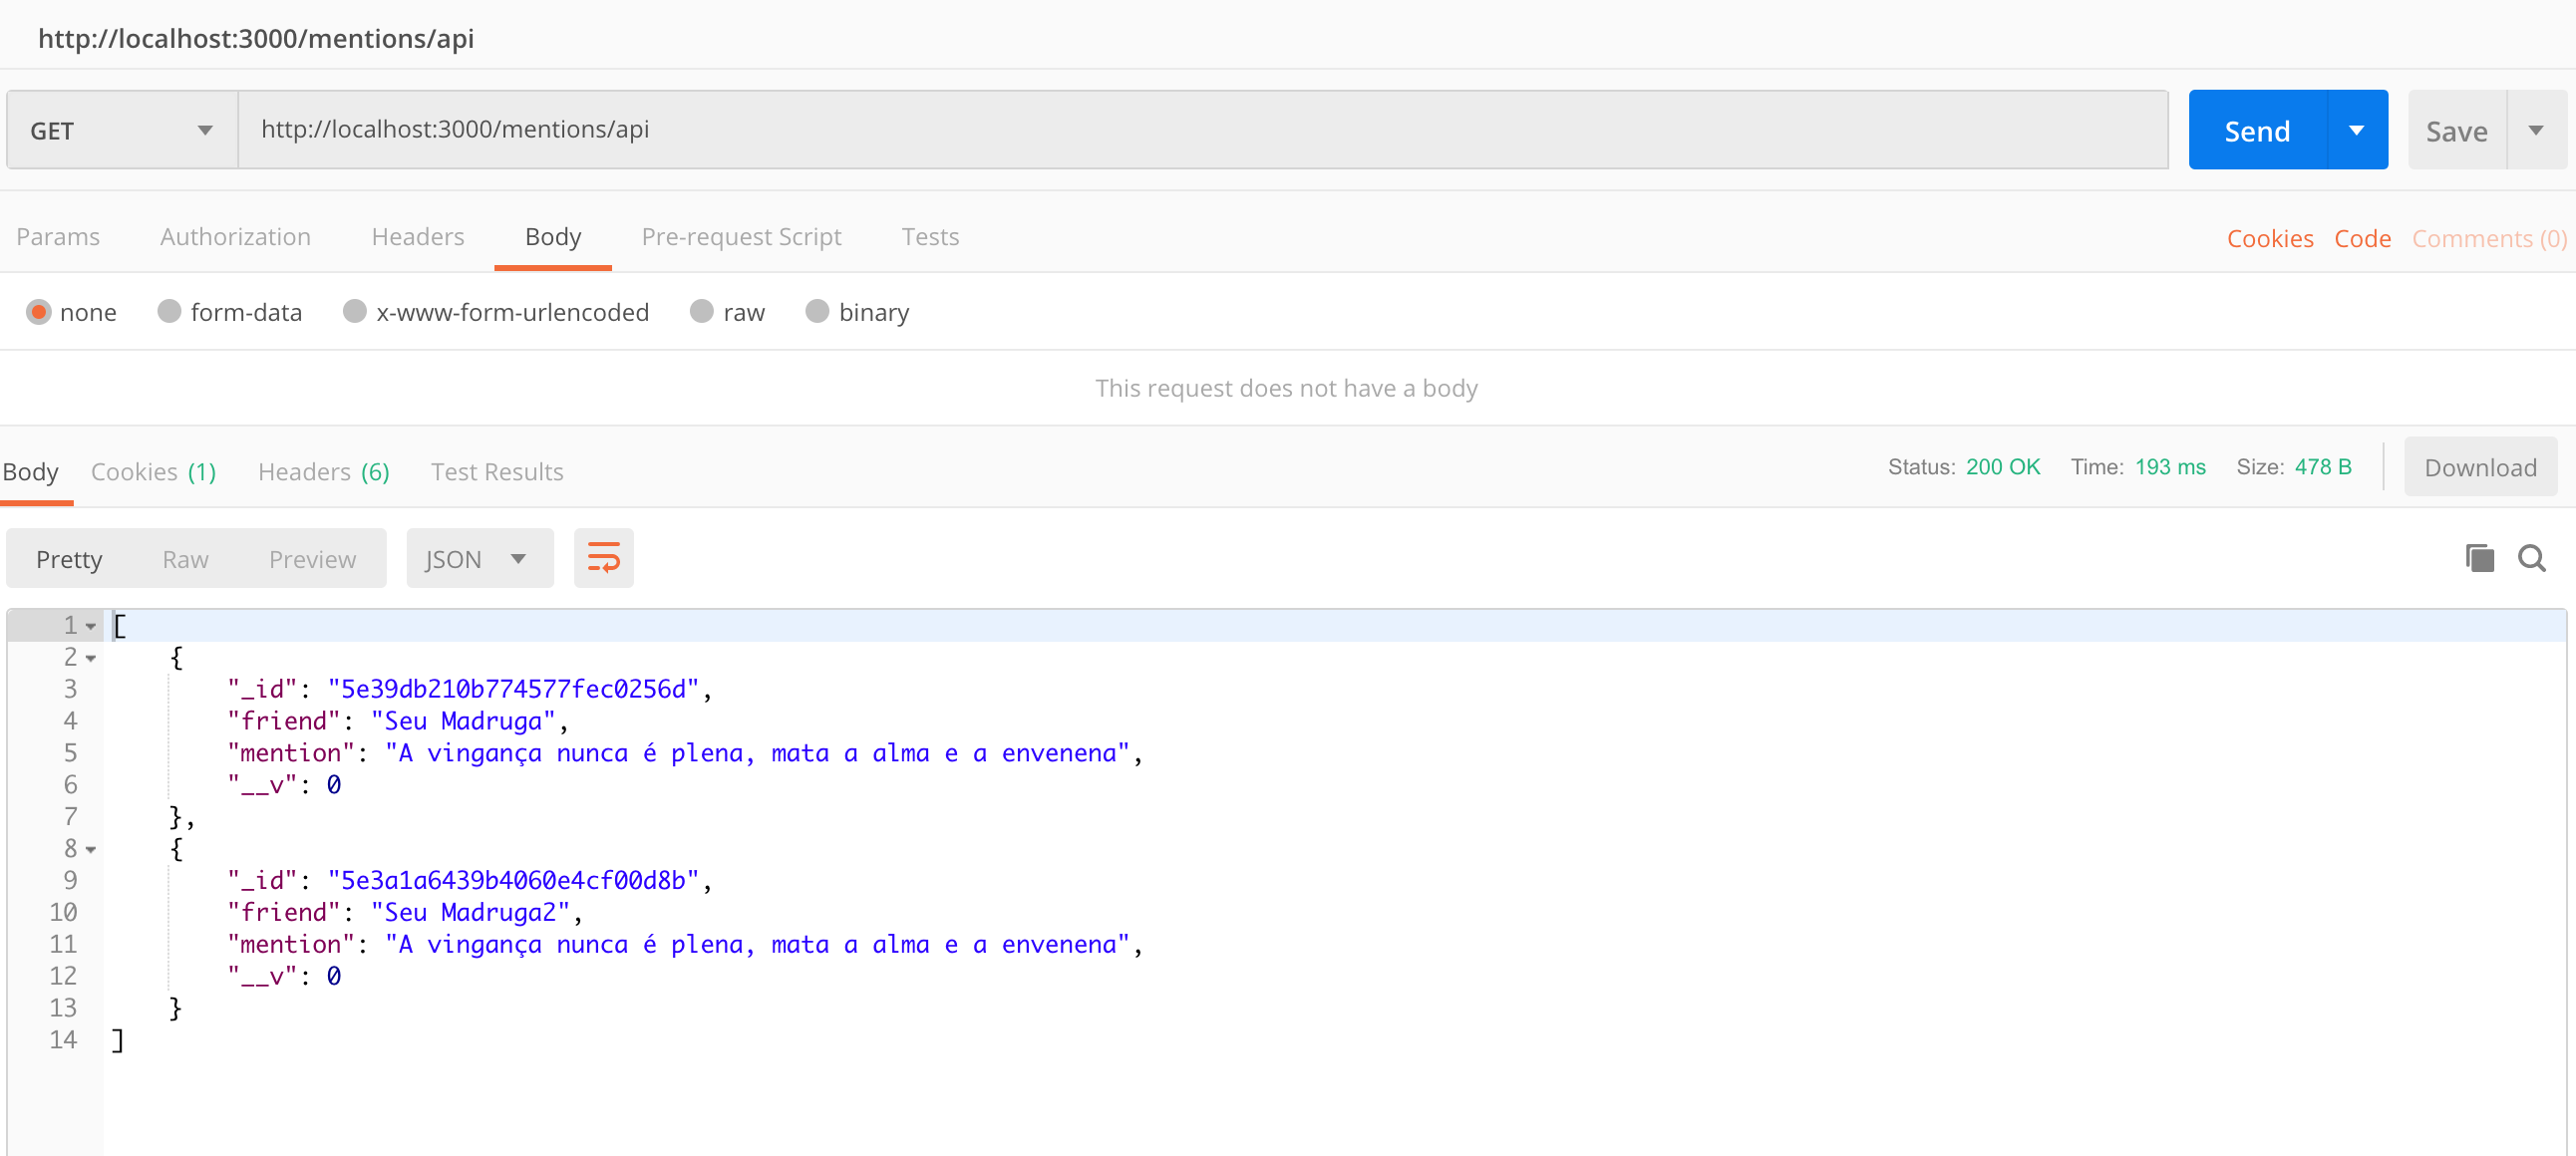 http://localhost:3000/mentions/api
GET http://localhost:3000/mentions/api Send Save
Params Authorization Headers Body Pre-request Script Tests Cookies Code Comments (0)
none form-data x-www-form-urlencoded raw binary
This request does not have a body
Body Cookies (1) Headers (6) Test Results Status: 200 OK Time: 193 ms Size: 478 B Download
Pretty Raw Preview JSON
1 [
2 {
3 "_id": "5e39db210b774577fec0256d",
4 "friend": "Seu Madruga",
5 "mention": "A vingança nunca é plena, mata a alma e a envenena",
6 "__v": 0
7 },
8 {
9 "_id": "5e3a1a6439b4060e4cf00d8b",
10 "friend": "Seu Madruga2",
11 "mention": "A vingança nunca é plena, mata a alma e a envenena",
12 "__v": 0
13 }
14 ]